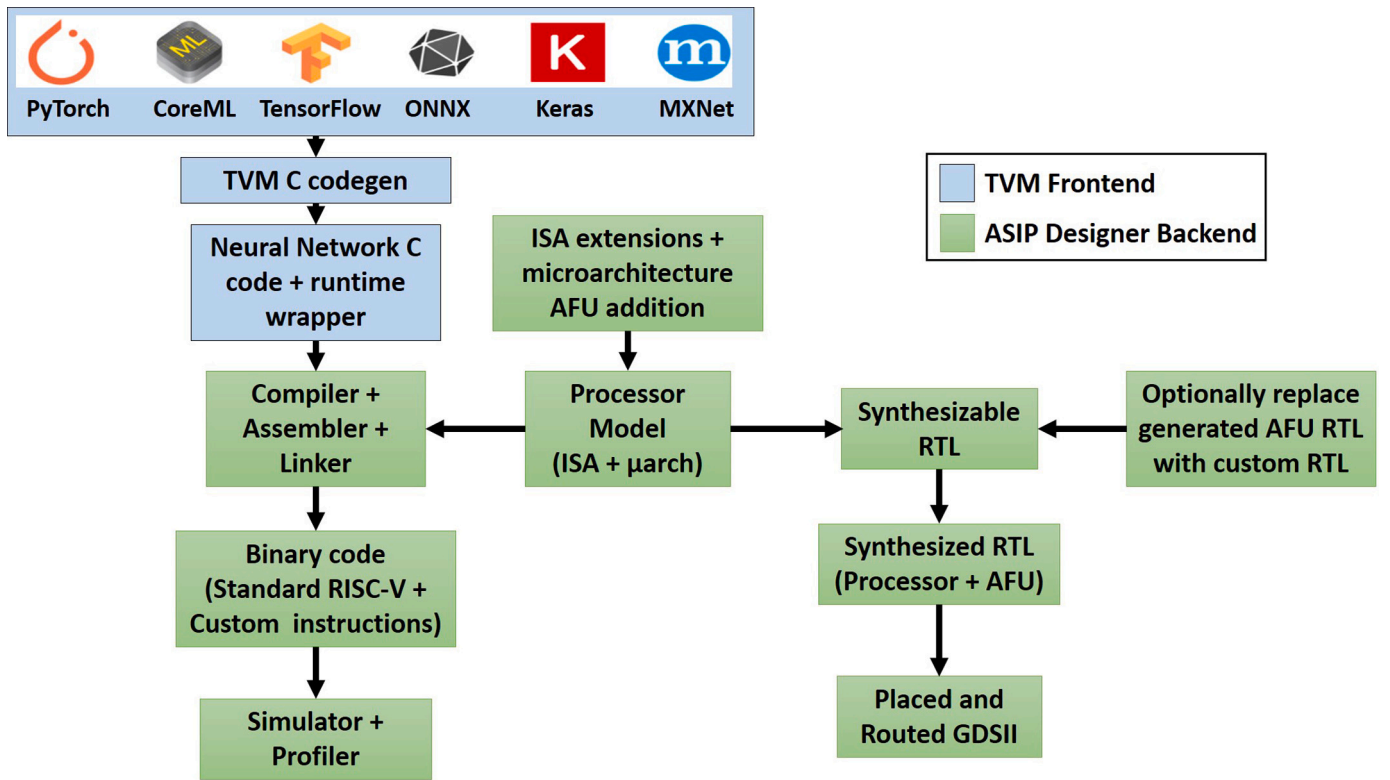 ML
K
m
PyTorch
CoreML
TensorFlow
ONNX
Keras
MXNet
TVM C codegen
TVM Frontend
ASIP Designer Backend
Neural Network C
code + runtime
wrapper
ISA extensions +
microarchitecture
AFU addition
Compiler +
Assembler +
Linker
Processor
Model
(ISA + μarch)
Synthesizable
RTL
Optionally replace
generated AFU RTL
with custom RTL
Binary code
(Standard RISC-V +
Custom instructions)
Synthesized RTL
(Processor + AFU)
Simulator +
Profiler
Placed and
Routed GDSII